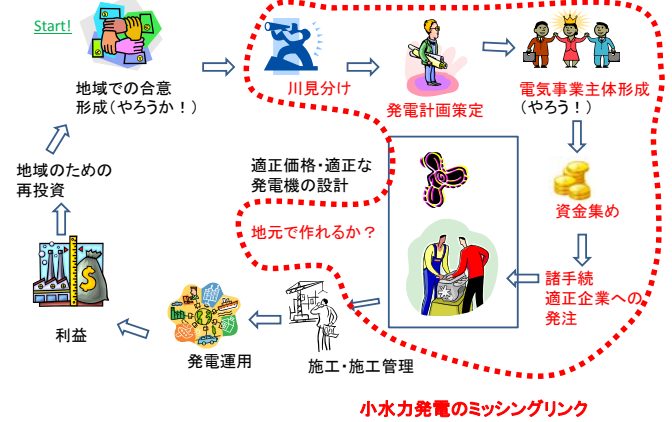 Start!
地域での合意
形成(やろうか！)
川見分け
発電計画策定
電気事業主体形成
(やろう！)
資金集め
諸手続
適正企業への
発注
適正価格・適正な
発電機の設計
地元で作れるか？
施工・施工管理
発電運用
利益
地域のための
再投資
小水力発電のミッシングリンク